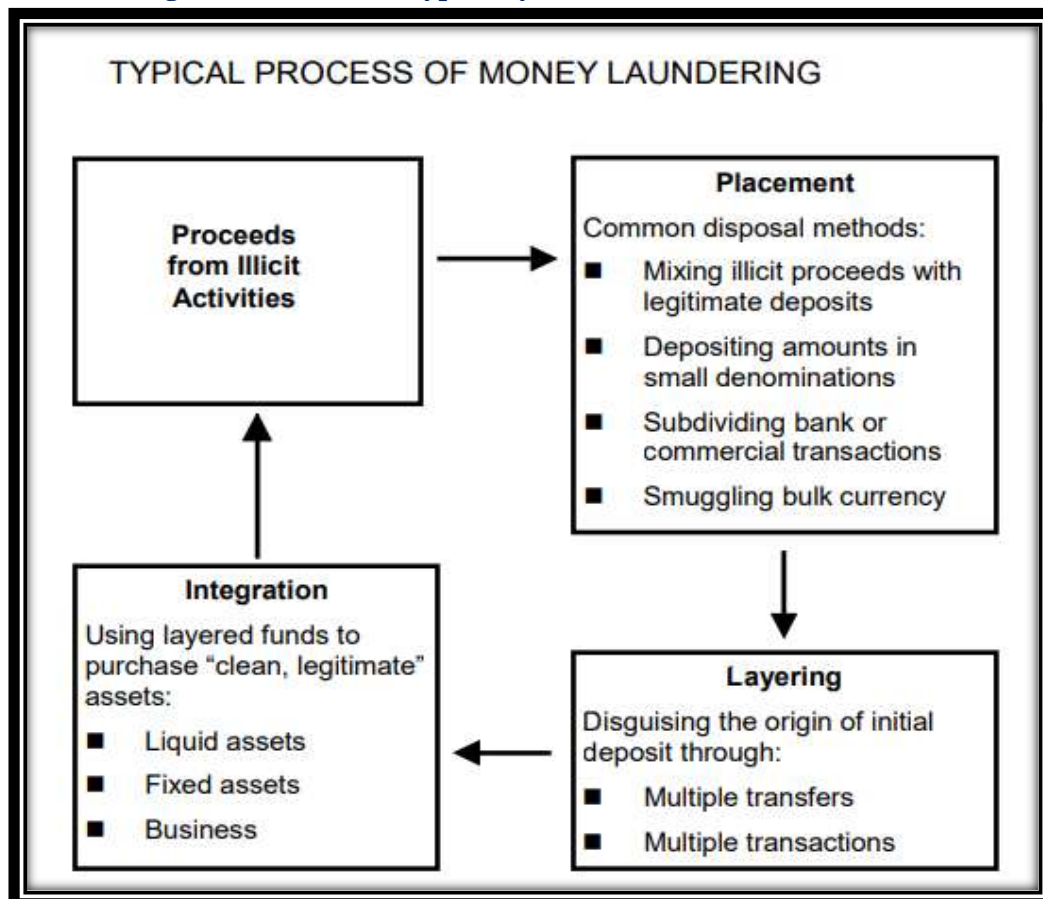 TYPICAL PROCESS OF MONEY LAUNDERING
Proceeds
from Illicit
Activities
Placement
Common disposal methods:
■ Mixing illicit proceeds with
legitimate deposits
■ Depositing amounts in
small denominations
■ Subdividing bank or
commercial transactions
■ Smuggling bulk currency
Layering
Disguising the origin of initial
deposit through:
■ Multiple transfers
■ Multiple transactions
Integration
Using layered funds to
purchase “clean, legitimate”
assets:
■ Liquid assets
■ Fixed assets
■ Business